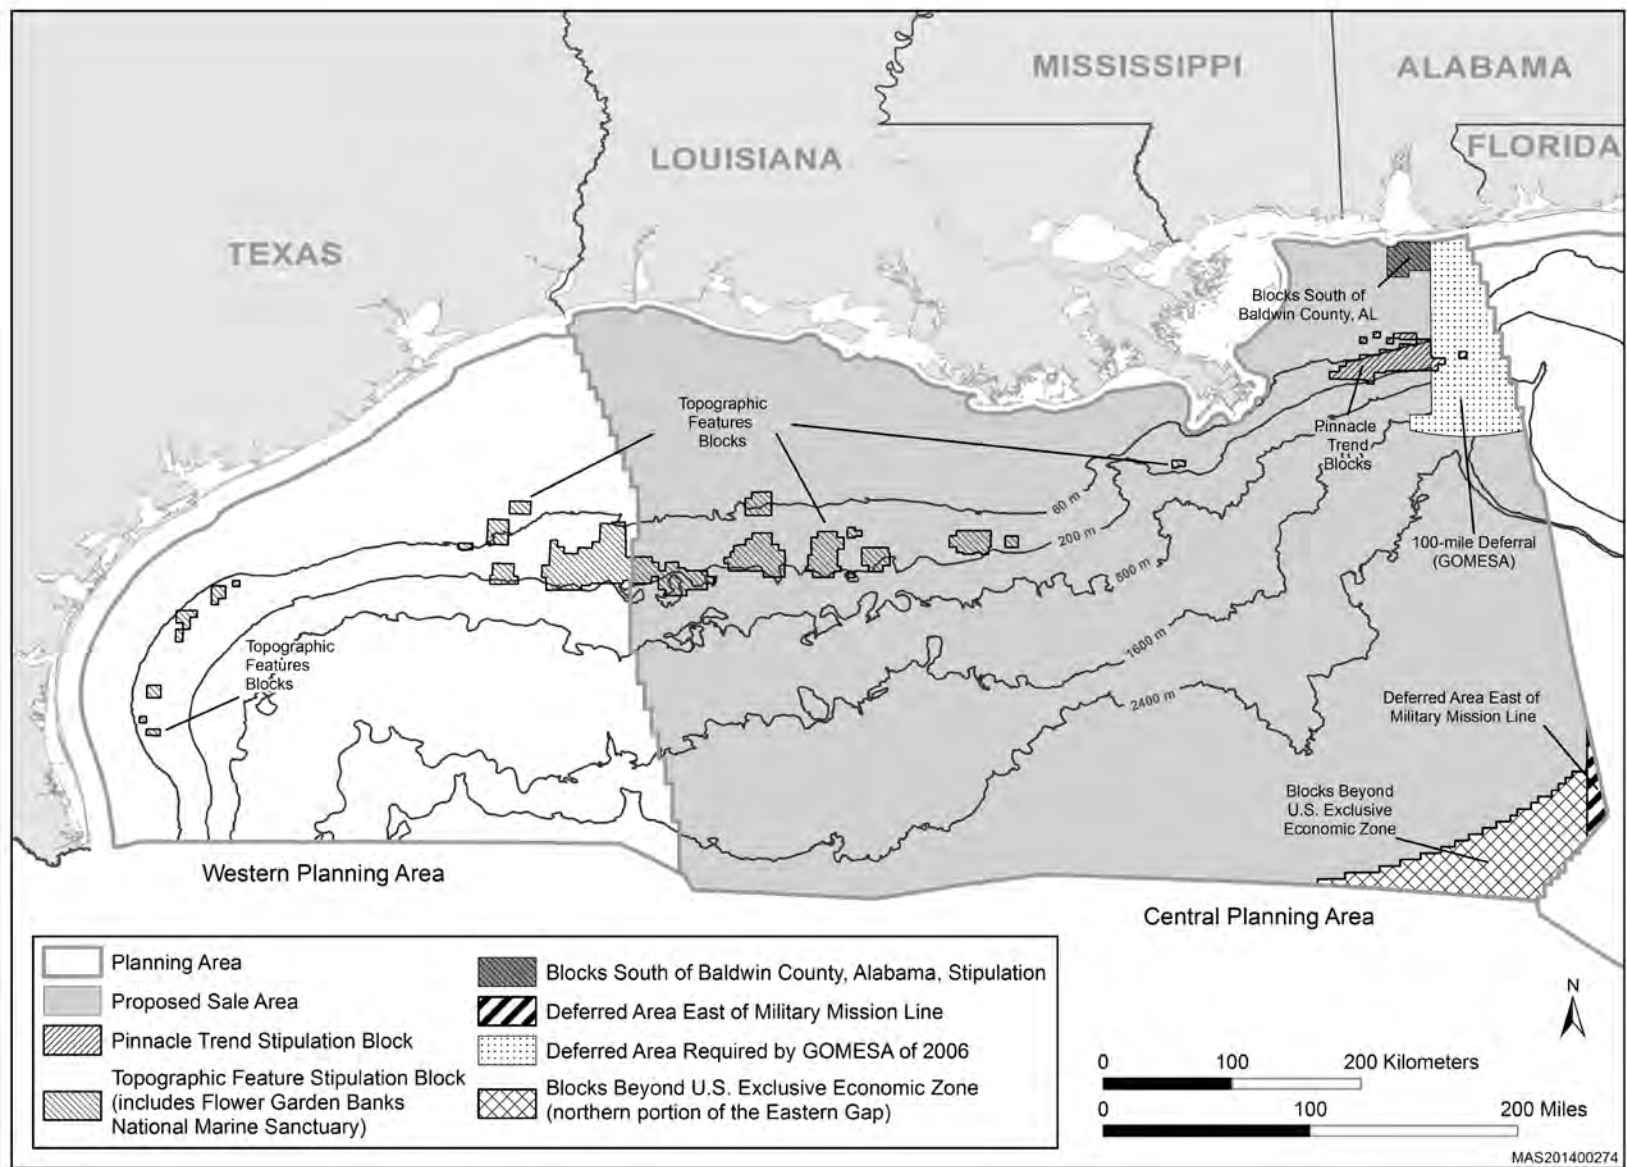 MISSISSIPPI
ALABAMA
LOUISIANA
FLORIDA
TEXAS
Blocks South of
Baldwin County, AL
Topographic
Features
Blocks
Pinnacle
Trend
Blocks
60 m
200 m
800 m
1600 m
2400 m
100-mile Deferral
(GOMESA)
Topographic
Features
Blocks
Deferred Area East of
Military Mission Line
Blocks Beyond
U.S. Exclusive
Economic Zone
Western Planning Area
Central Planning Area
Planning Area
Proposed Sale Area
Pinnacle Trend Stipulation Block
Topographic Feature Stipulation Block
(includes Flower Garden Banks
National Marine Sanctuary)
Blocks South of Baldwin County, Alabama, Stipulation
Deferred Area East of Military Mission Line
Deferred Area Required by GOMESA of 2006
Blocks Beyond U.S. Exclusive Economic Zone
(northern portion of the Eastern Gap)
N
0 100 200 Kilometers
0 100 200 Miles
MAS201400274